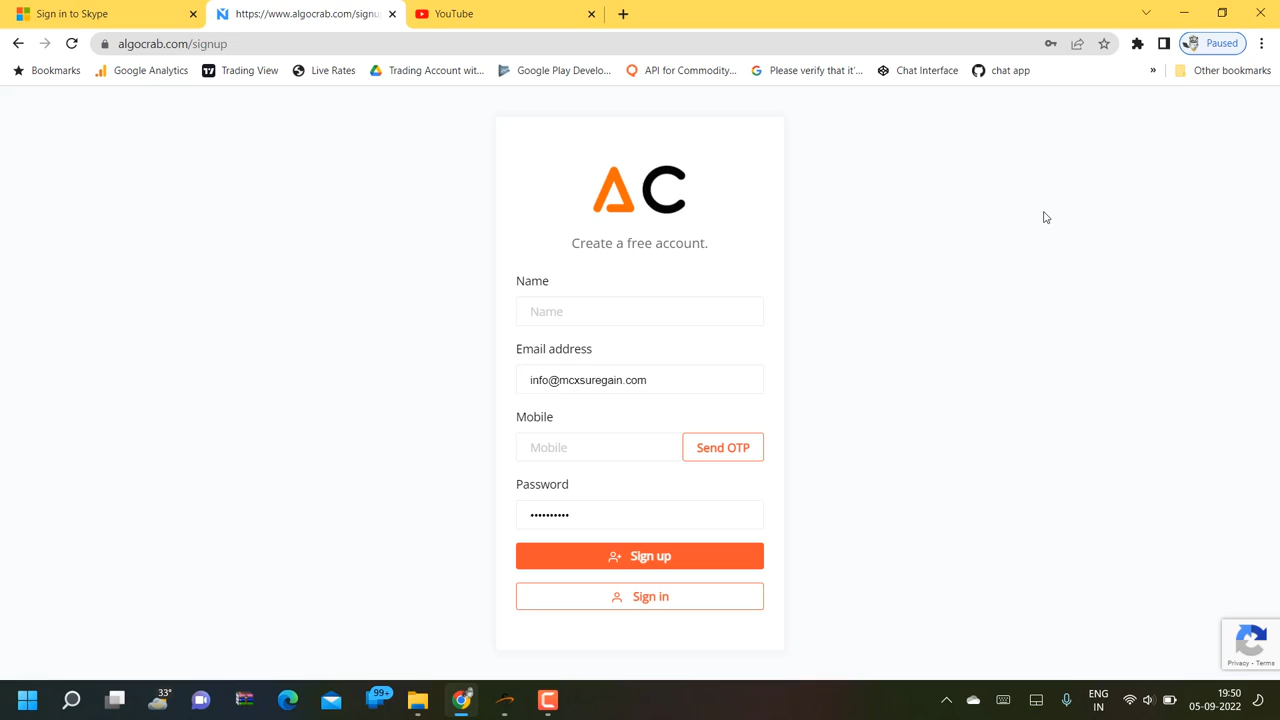 Sign in to Skype
https://www.algocrab.com/signu
YouTube
algocrab.com/signup
Paused
Bookmarks
Google Analytics
Trading View
Live Rates
Trading Account wit...
Google Play Develo...
API for Commodity...
Please verify that it'...
Chat Interface
chat app
»
Other bookmarks
AC
Create a free account.
Name
Name
Email address
info@mcxsuregain.com
Mobile
Mobile
Send OTP
Password
••••••••••
Sign up
Sign in
Privacy - Terms
33°
99+
ENG
IN
19:50
05-09-2022